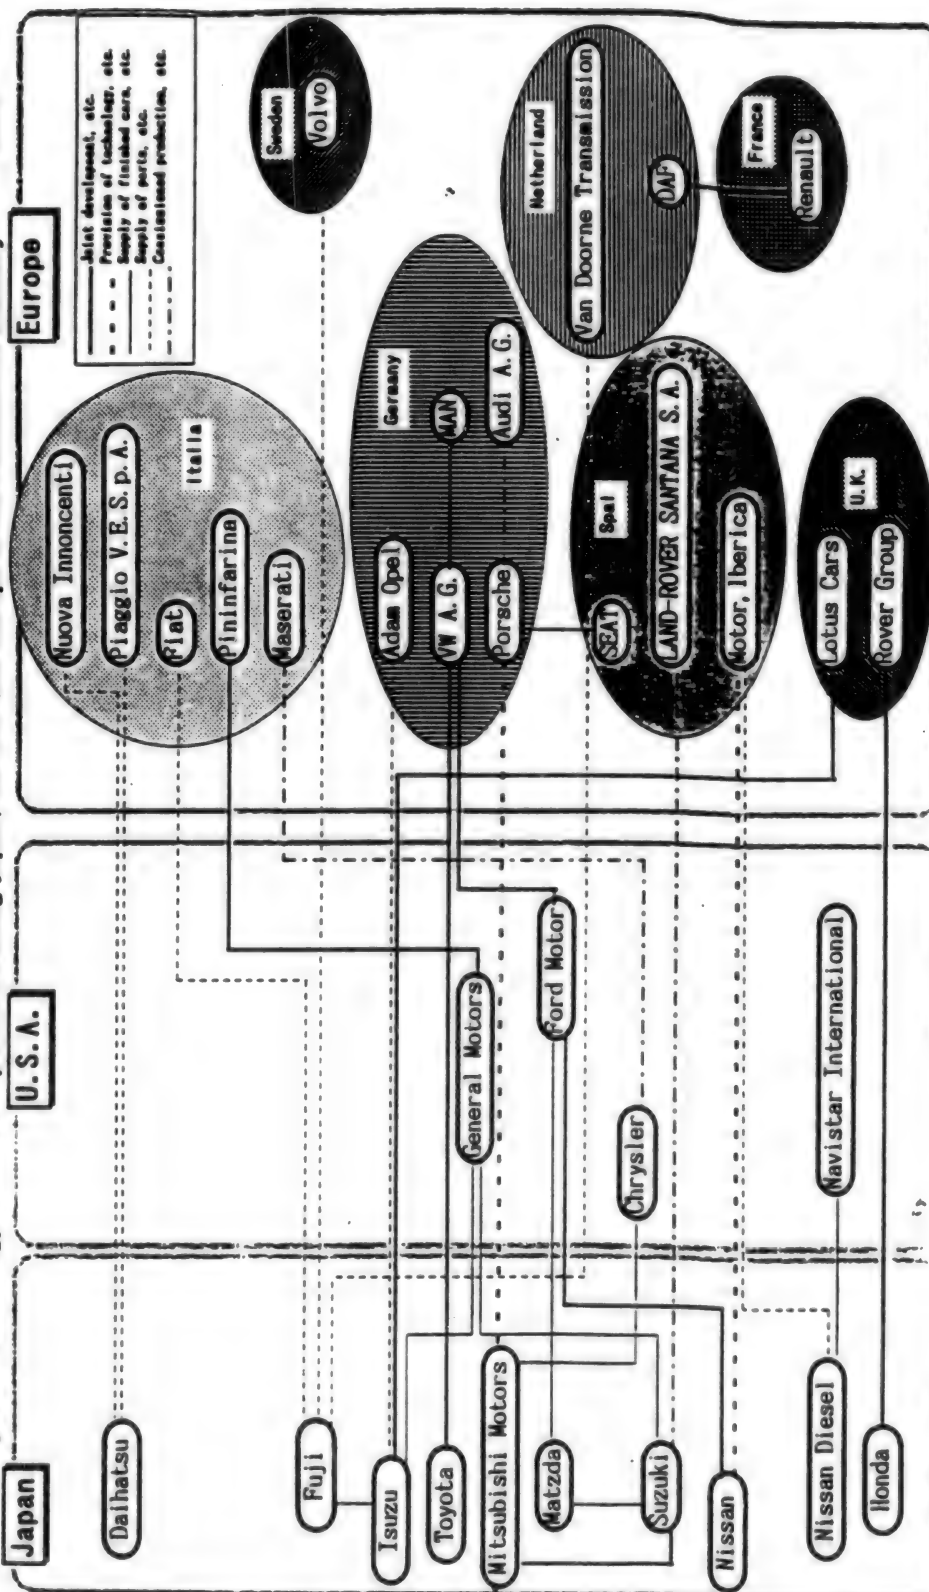 Japan
U. S. A.
Europe
Joint development, etc.
Provision of technology, etc.
Supply of finished cars, etc.
Supply of parts, etc.
Commissioned production, etc.
Daihatsu
Fuji
Isuzu
Toyota
Mitsubishi Motors
Matzda
Suzuki
Nissan
Nissan Diesel
Honda
General Motors
Ford Motor
Chrysler
Navistar International
Nuova Innoncenti
Piaggio V. E. S. p. A.
Italia
Fiat
Pininfarina
Maserati
Sweden
Volvo
Germany
Adam Opel
VW A. G.
MAN
Porsche
Audi A. G.
Netherland
Van Doorne Transmission
DAF
France
Renault
Spai
SEAT
LAND-ROVER SANTANA S. A.
Motor, Iberica
U. K.
Lotus Cars
Rover Group